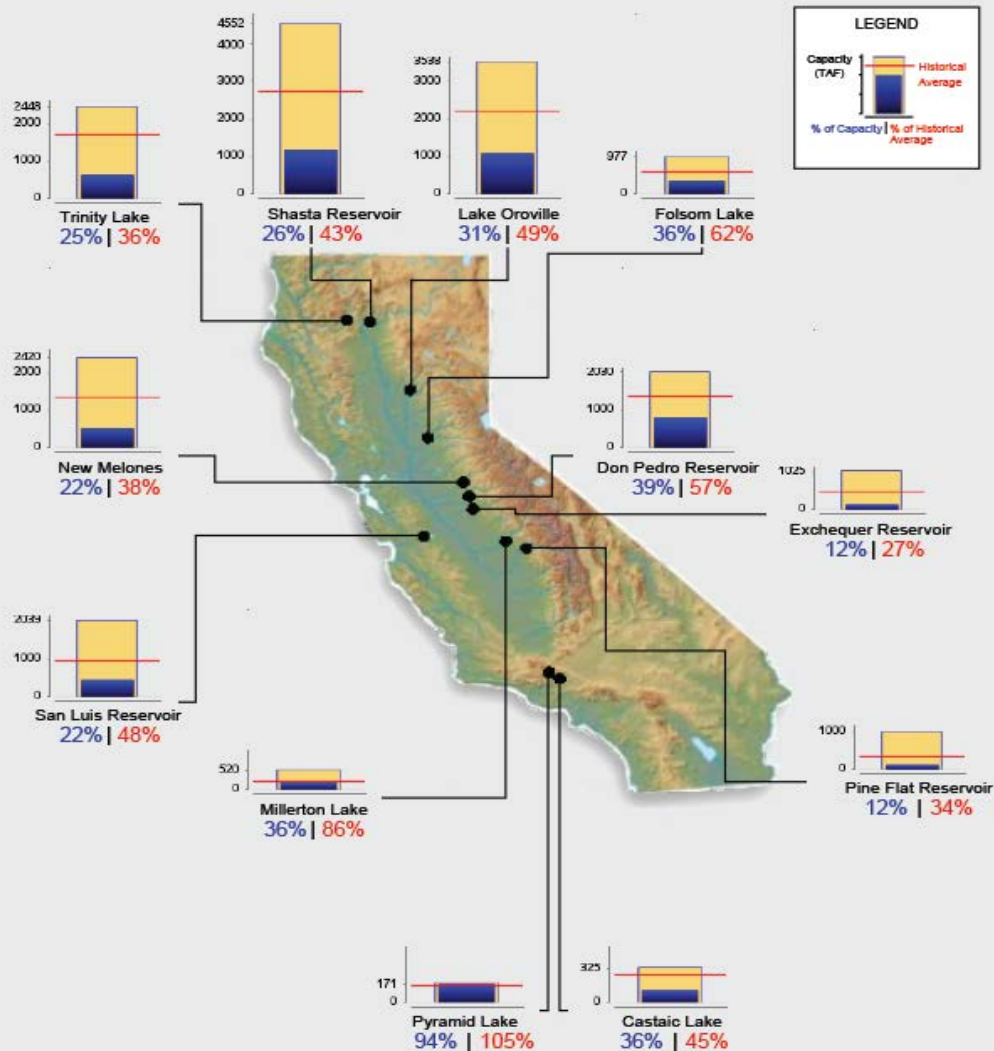 4552
4000
3000
2000
1000
0
Shasta Reservoir
26% | 43%
3538
3000
2000
1000
0
Lake Oroville
31% | 49%
LEGEND
Capacity
(TAF)
Historical
Average
% of Capacity | % of Historical
Average
2448
2000
1000
0
Trinity Lake
25% | 36%
977
0
Folsom Lake
36% | 62%
2420
2000
1000
0
New Melones
22% | 38%
2030
1000
0
Don Pedro Reservoir
39% | 57%
1025
0
Exchequer Reservoir
12% | 27%
2039
1000
0
San Luis Reservoir
22% | 48%
520
0
Millerton Lake
36% | 86%
1000
0
Pine Flat Reservoir
12% | 34%
171
0
Pyramid Lake
94% | 105%
325
0
Castaic Lake
36% | 45%